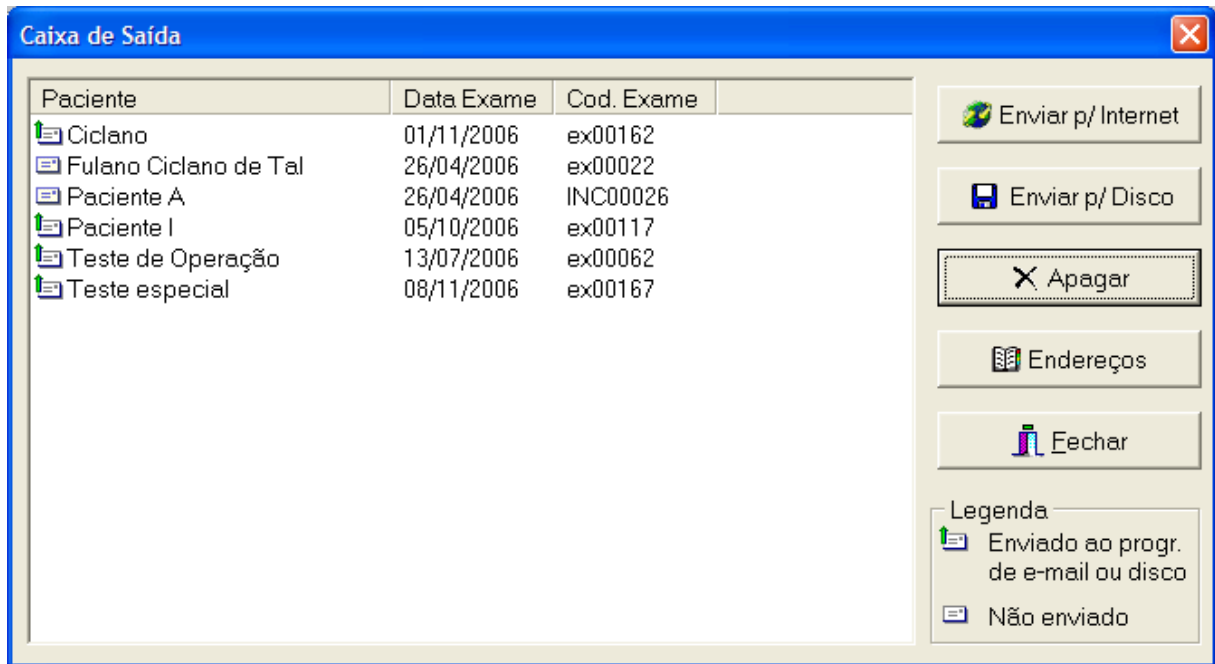 Caixa de Saída
Paciente Data Exame Cod. Exame
Ciclano 01/11/2006 ex00162
Fulano Ciclano de Tal 26/04/2006 ex00022
Paciente A 26/04/2006 INC00026
Paciente I 05/10/2006 ex00117
Teste de Operação 13/07/2006 ex00062
Teste especial 08/11/2006 ex00167
Enviar p/ Internet
Enviar p/ Disco
Apagar
Endereços
Fechar
Legenda
Enviado ao progr.
de e-mail ou disco
Não enviado